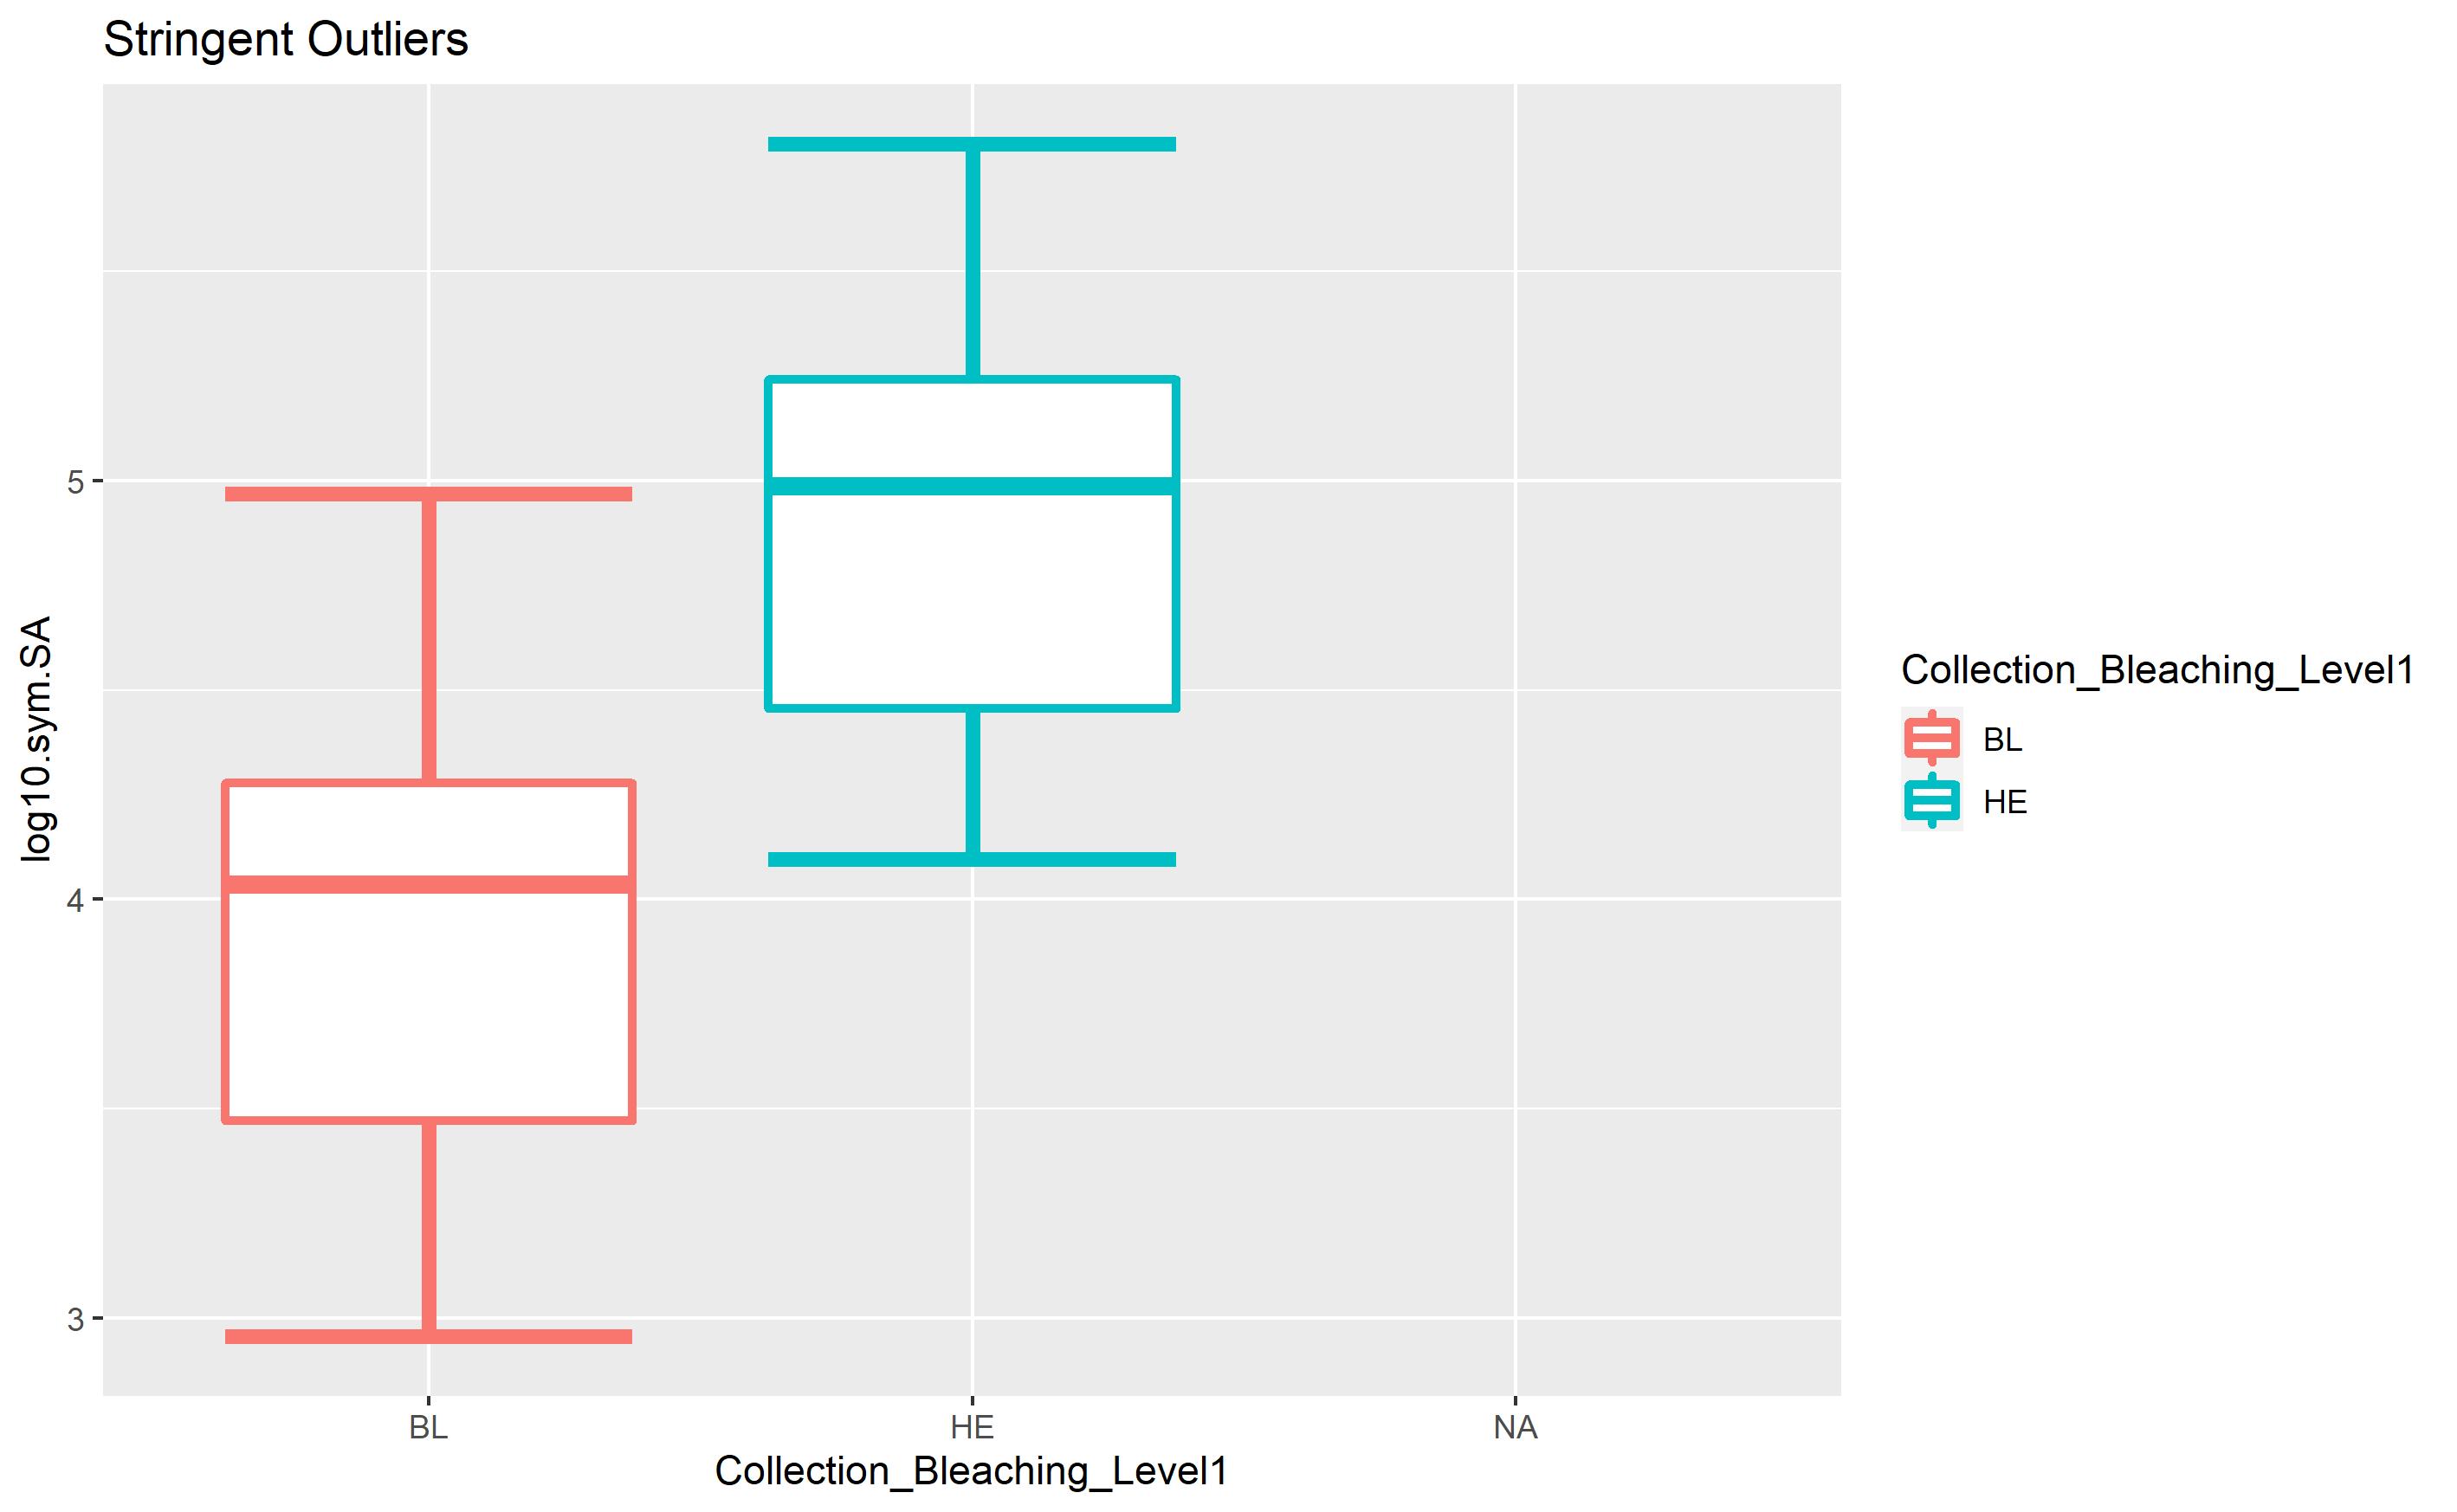 Stringent Outliers
log10.sym.SA
5
4
3
BL
HE
NA
Collection_Bleaching_Level1
Collection_Bleaching_Level1
BL
HE